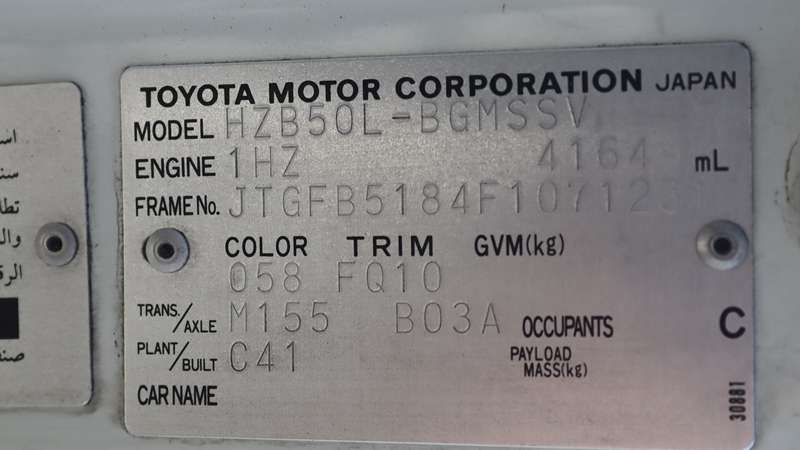 TOYOTA MOTOR CORPORATION JAPAN
MODEL HZB50L-BGMSSV
ENGINE 1HZ 4164 mL
FRAME No.
COLOR TRIM GVM(kg)
058 FQ10
TRANS./AXLE M155 B03A OCCUPANTS C
PLANT/BUILT C41 PAYLOAD MASS(kg)
CAR NAME
30881